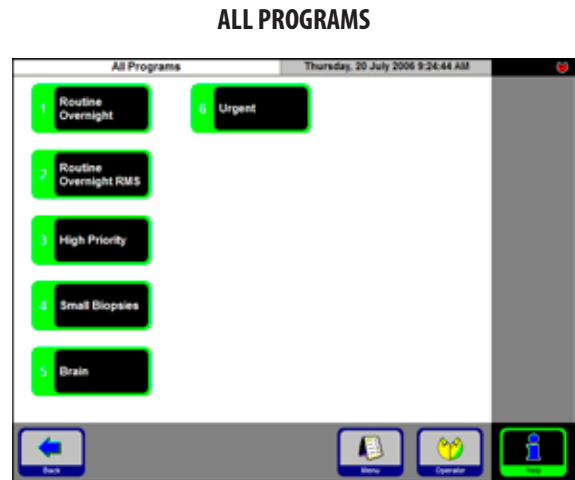 ALL PROGRAMS
All Programs
Thursday, 20 July 2006 9:24:44 AM
1 Routine
Overnight
6 Urgent
2 Routine
Overnight RMS
3 High Priority
4 Small Biopsies
5 Brain
Back
Menu
Operator
Help